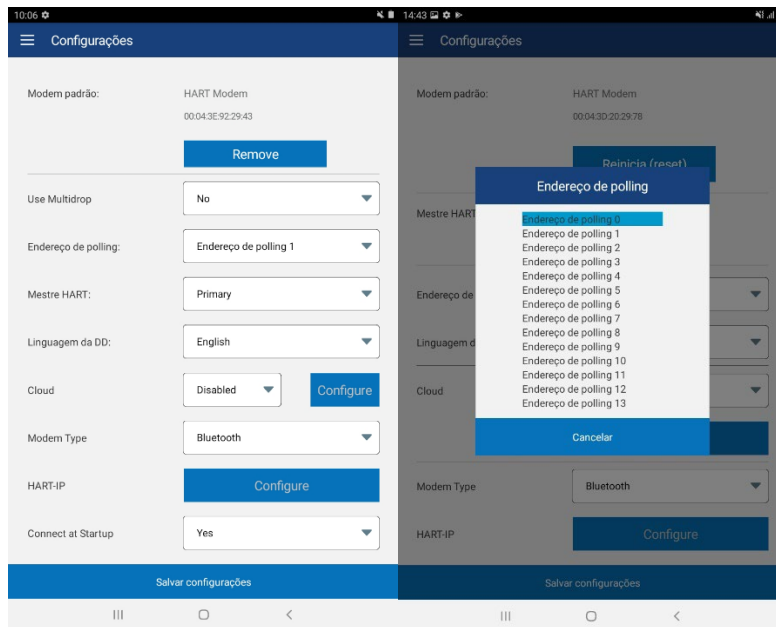 10:06
Configurações
Modem padrão:
HART Modem
00:04:3E:92:29:43
Remove
Use Multidrop
No
Endereço de polling:
Endereço de polling 1
Mestre HART:
Primary
Linguagem da DD:
English
Cloud
Disabled
Configure
Modem Type
Bluetooth
HART-IP
Configure
Connect at Startup
Yes
Salvar configurações
14:43
Configurações
Modem padrão:
HART Modem
00:04:3D:20:29:78
Reinicia (reset)
Endereço de polling
Mestre HART
Endereço de polling 0
Endereço de polling 1
Endereço de polling 2
Endereço de polling 3
Endereço de polling 4
Endereço de polling 5
Endereço de polling 6
Endereço de polling 7
Endereço de polling 8
Endereço de polling 9
Endereço de polling 10
Endereço de polling 11
Endereço de polling 12
Endereço de polling 13
Cancelar
Endereço de
Linguagem d
Cloud
Modem Type
Bluetooth
HART-IP
Configure
Salvar configurações